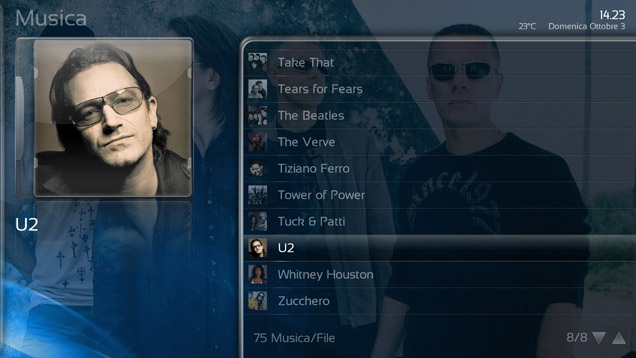 Musica
14.23
23°C Domenica Ottobre 3
Take That
Tears for Fears
The Beatles
The Verve
Tiziano Ferro
Tower of Power
Tuck & Patti
U2
U2
Whitney Houston
Zucchero
75 Musica/File
8/8